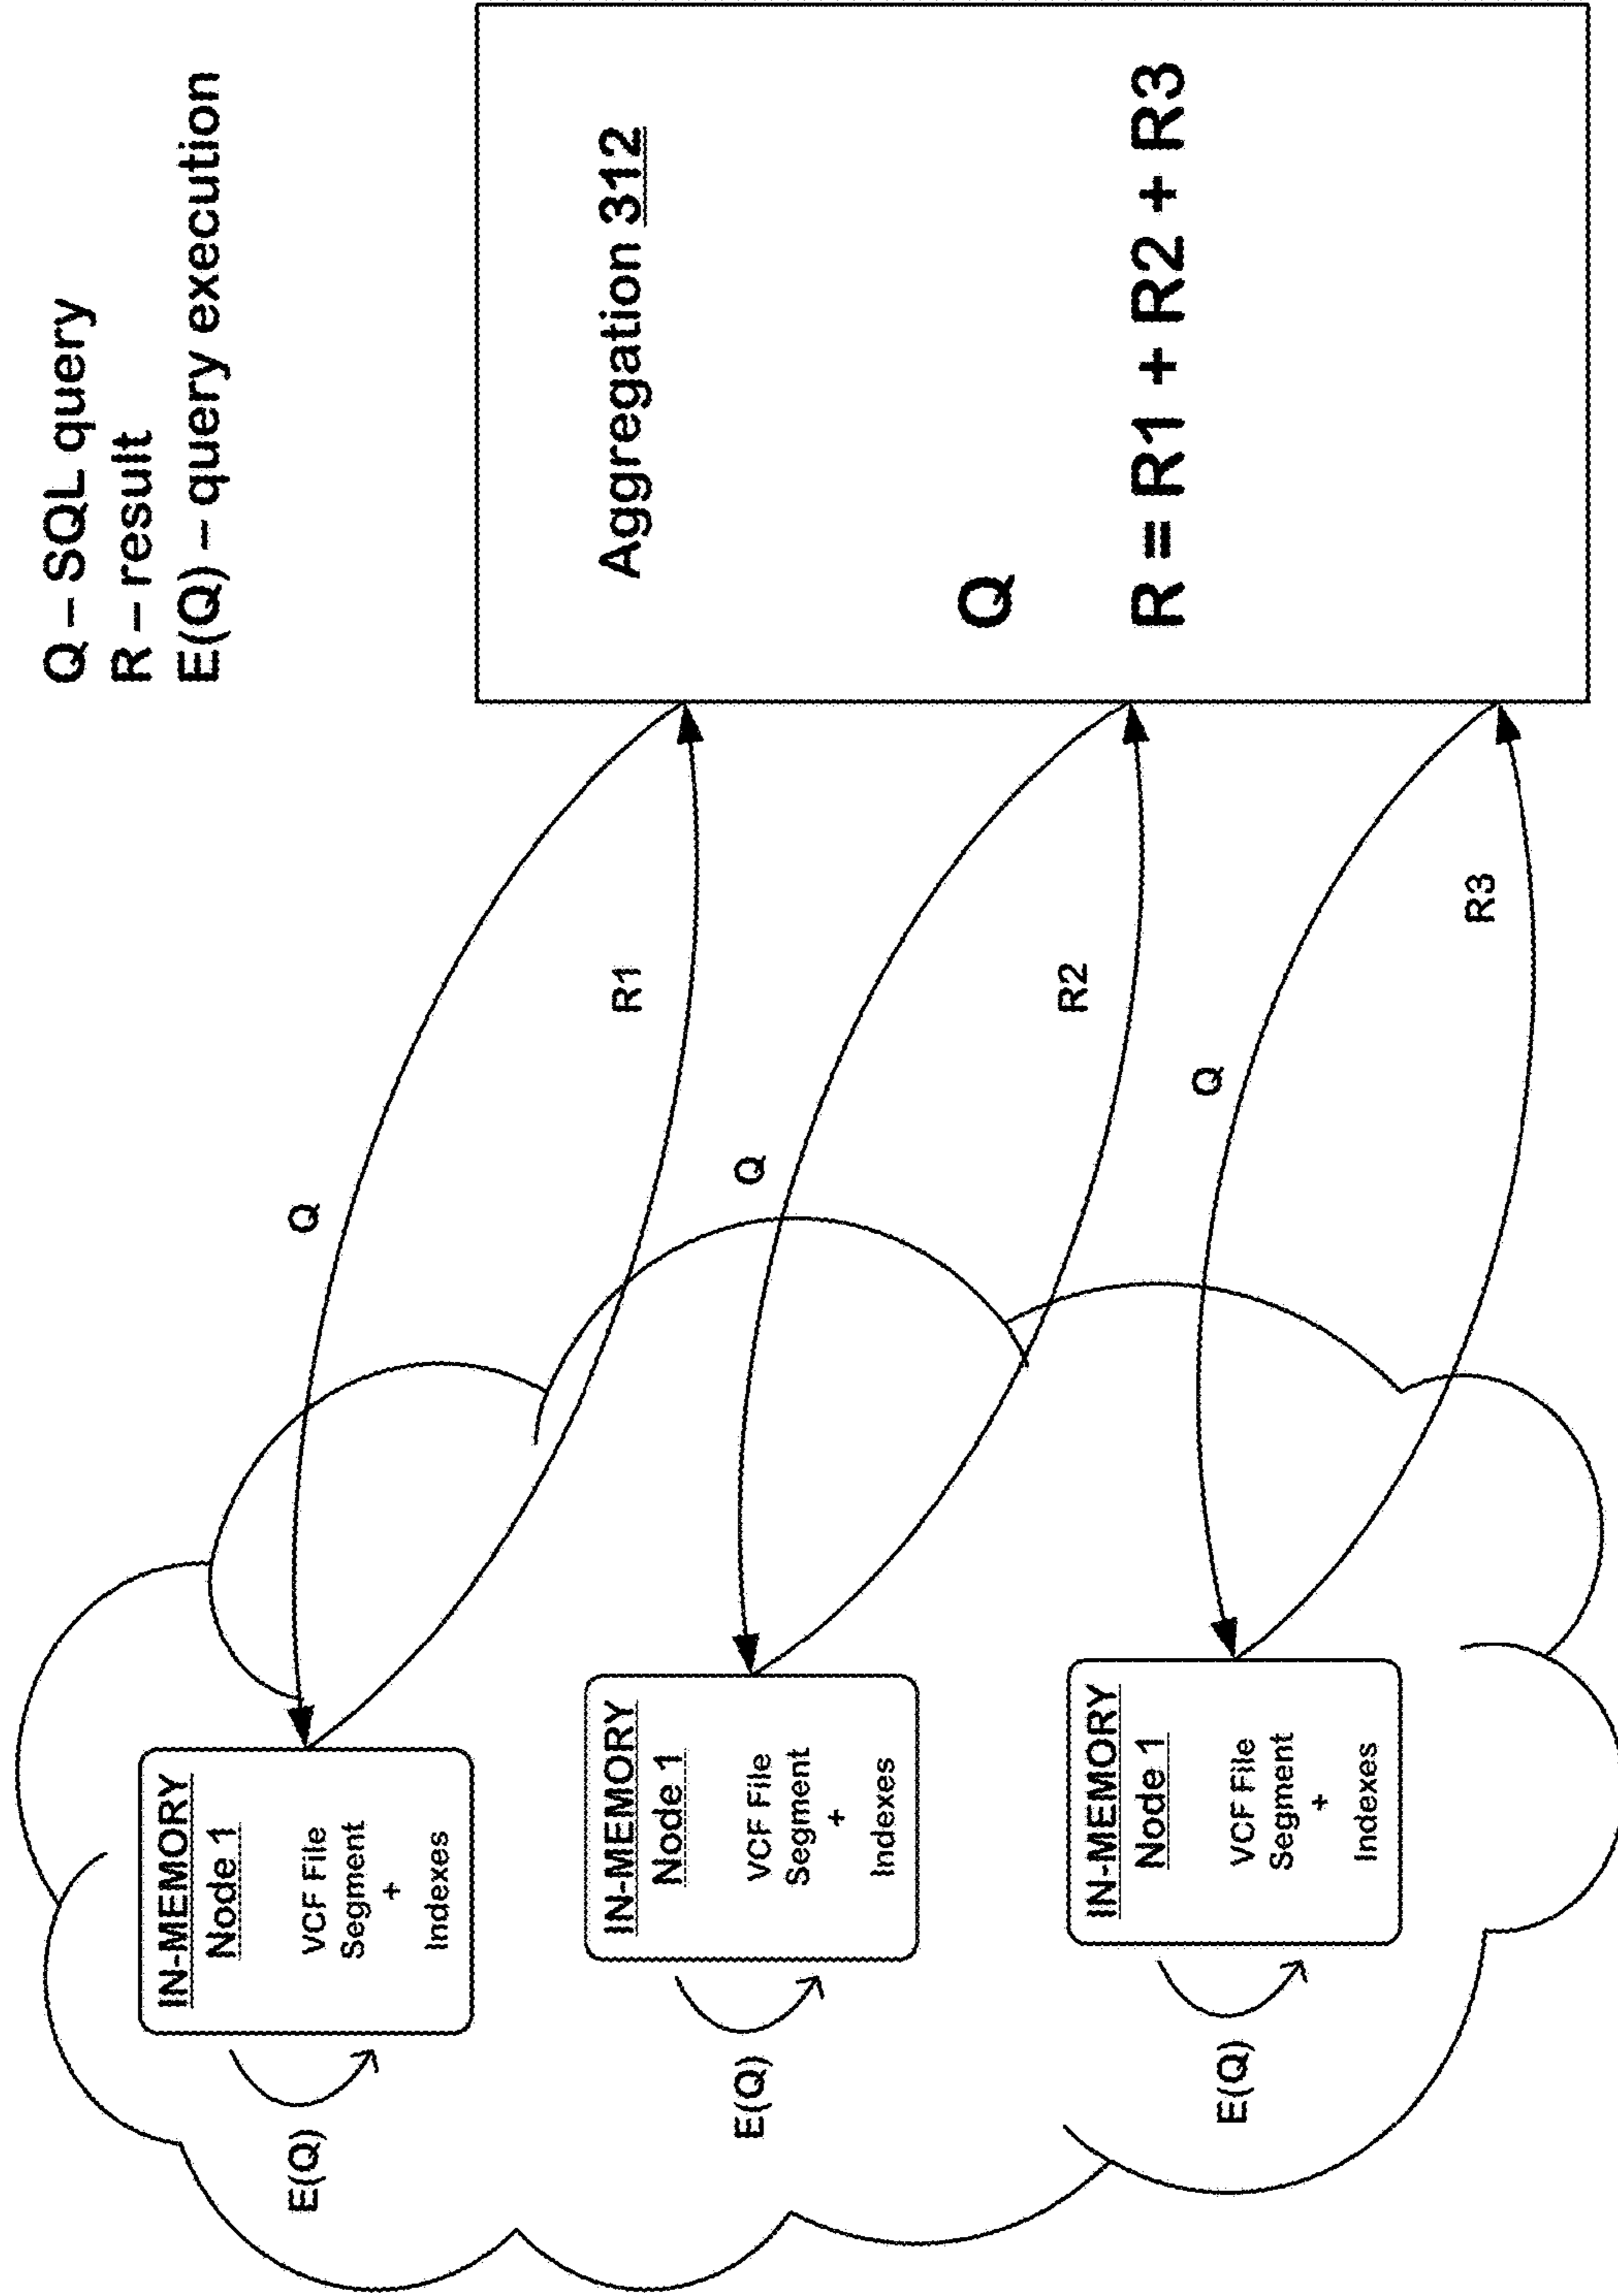 Q – SQL query
R – result
E(Q) – query execution
Aggregation 312
Q
R = R1 + R2 + R3
Q
R1
Q
R2
Q
R3
IN-MEMORY
Node 1
VCF File
Segment
+
Indexes
E(Q)
IN-MEMORY
Node 1
VCF File
Segment
+
Indexes
E(Q)
IN-MEMORY
Node 1
VCF File
Segment
+
Indexes
E(Q)